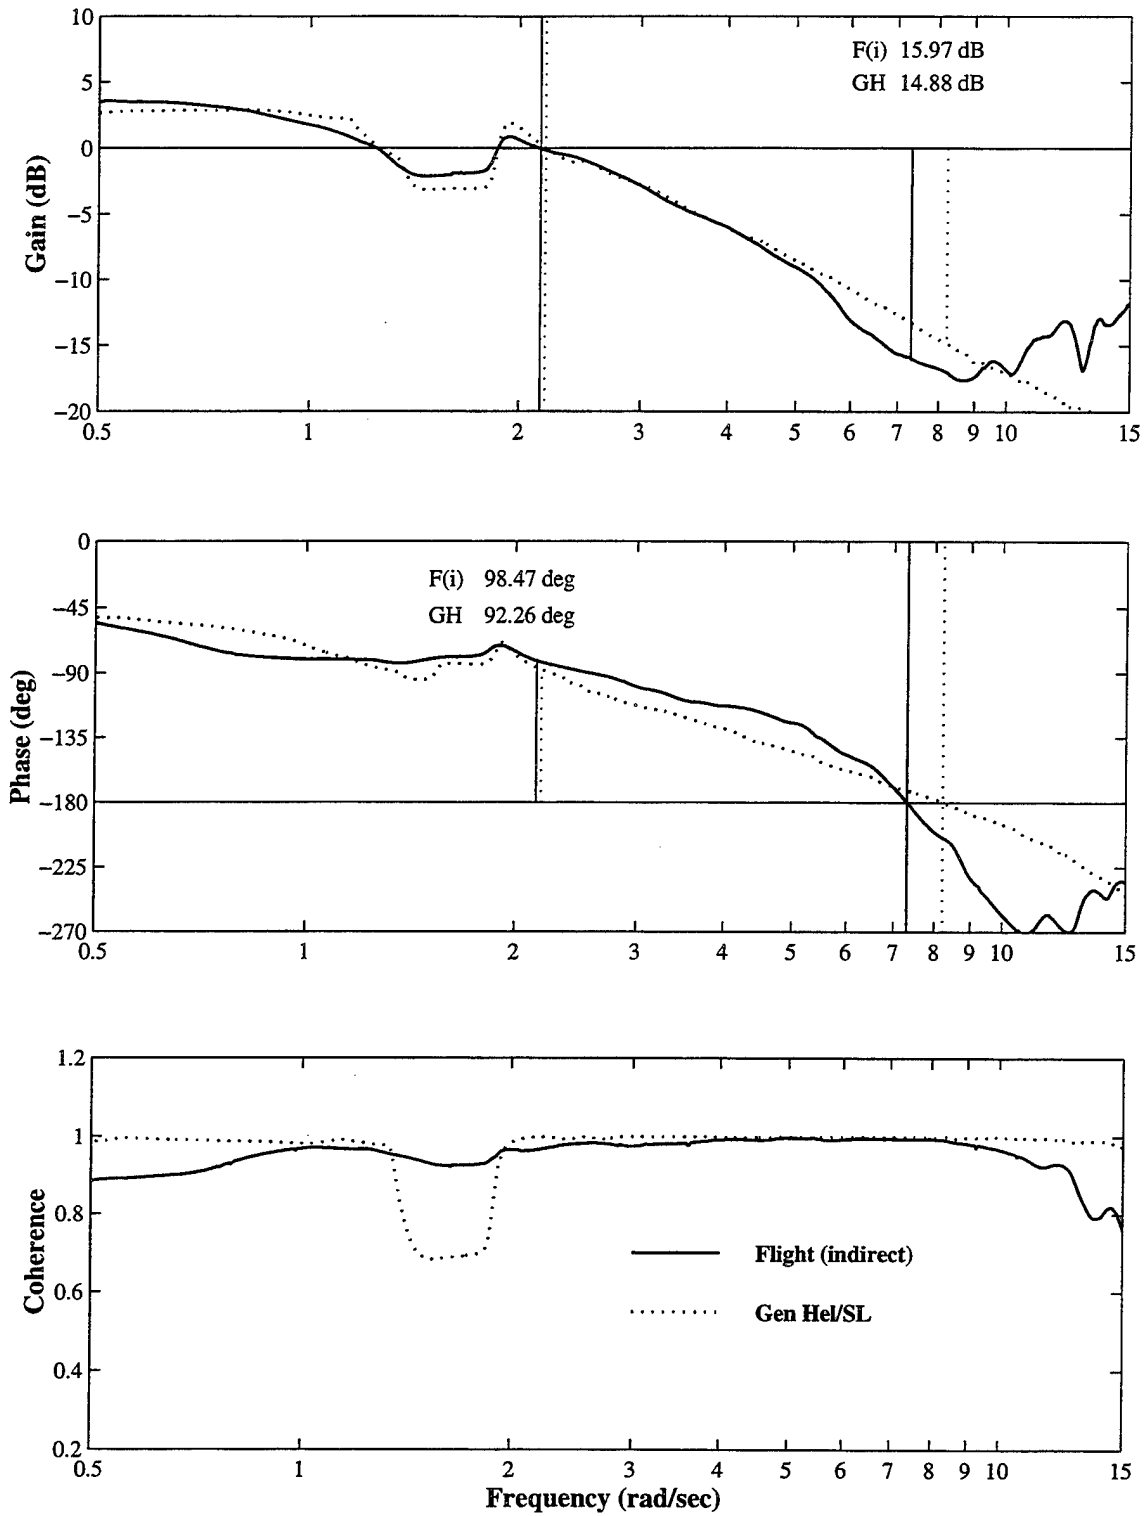 10
5
0
−5
−10
−15
−20
Gain (dB)
F(i) 15.97 dB
GH 14.88 dB
0.5 1 2 3 4 5 6 7 8 9 10 15
0
−45
−90
−135
−180
−225
−270
Phase (deg)
F(i) 98.47 deg
GH 92.26 deg
0.5 1 2 3 4 5 6 7 8 9 10 15
1.2
1
0.8
0.6
0.4
0.2
Coherence
Flight (indirect)
Gen Hel/SL
0.5 1 2 3 4 5 6 7 8 9 10 15
Frequency (rad/sec)